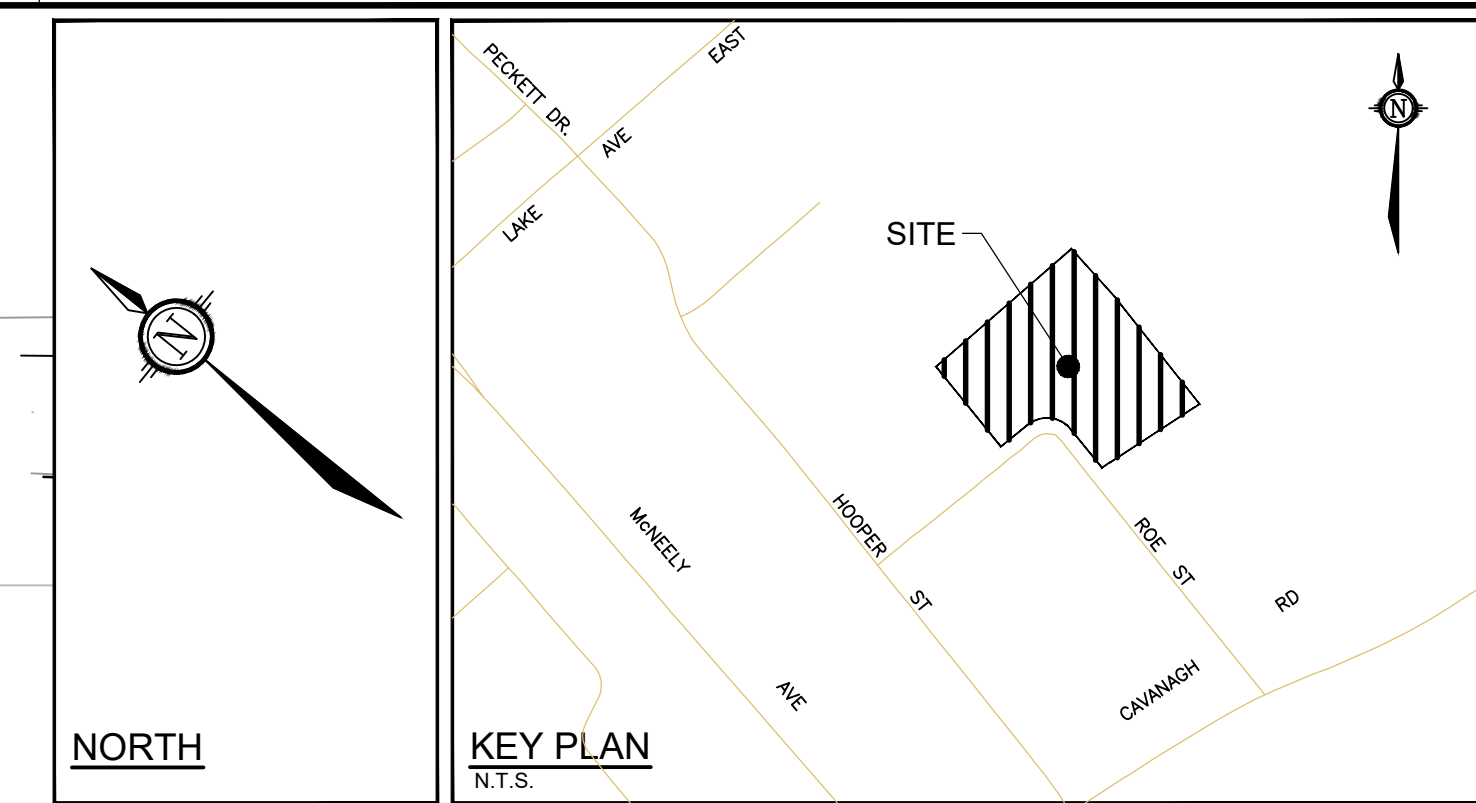 N
NORTH
PECKETT DR.
EAST
AVE
LAKE
N
SITE
McNEELY
AVE
HOOPER
ST
ROE
ST
RD
CAVANAGH
KEY PLAN
N.T.S.